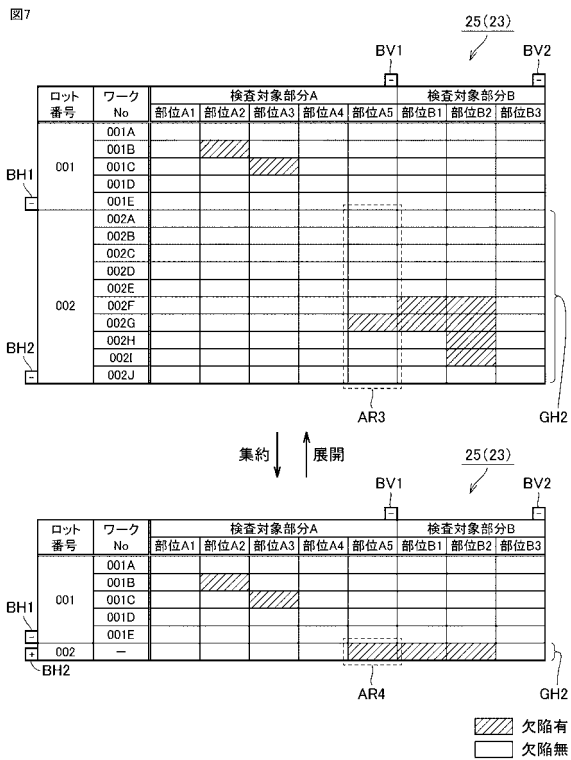 図7
25(23)
BV1 BV2
ロット番号 ワークNo 検査対象部分A 検査対象部分B
部位A1 部位A2 部位A3 部位A4 部位A5 部位B1 部位B2 部位B3
001A
001B
001C
001 BH1
001D
001E
-
002A
002B
002C
002D
002E
002F
002
002G
002H
BH2
002I
002J
-
AR3 GH2
集約 展開
25(23)
BV1 BV2
- -
ロット番号 ワークNo 検査対象部分A 検査対象部分B
部位A1 部位A2 部位A3 部位A4 部位A5 部位B1 部位B2 部位B3
001A
001B
001C
001
BH1
001D
001E
-
+ 002 －
BH2
AR4 GH2
欠陥有
欠陥無